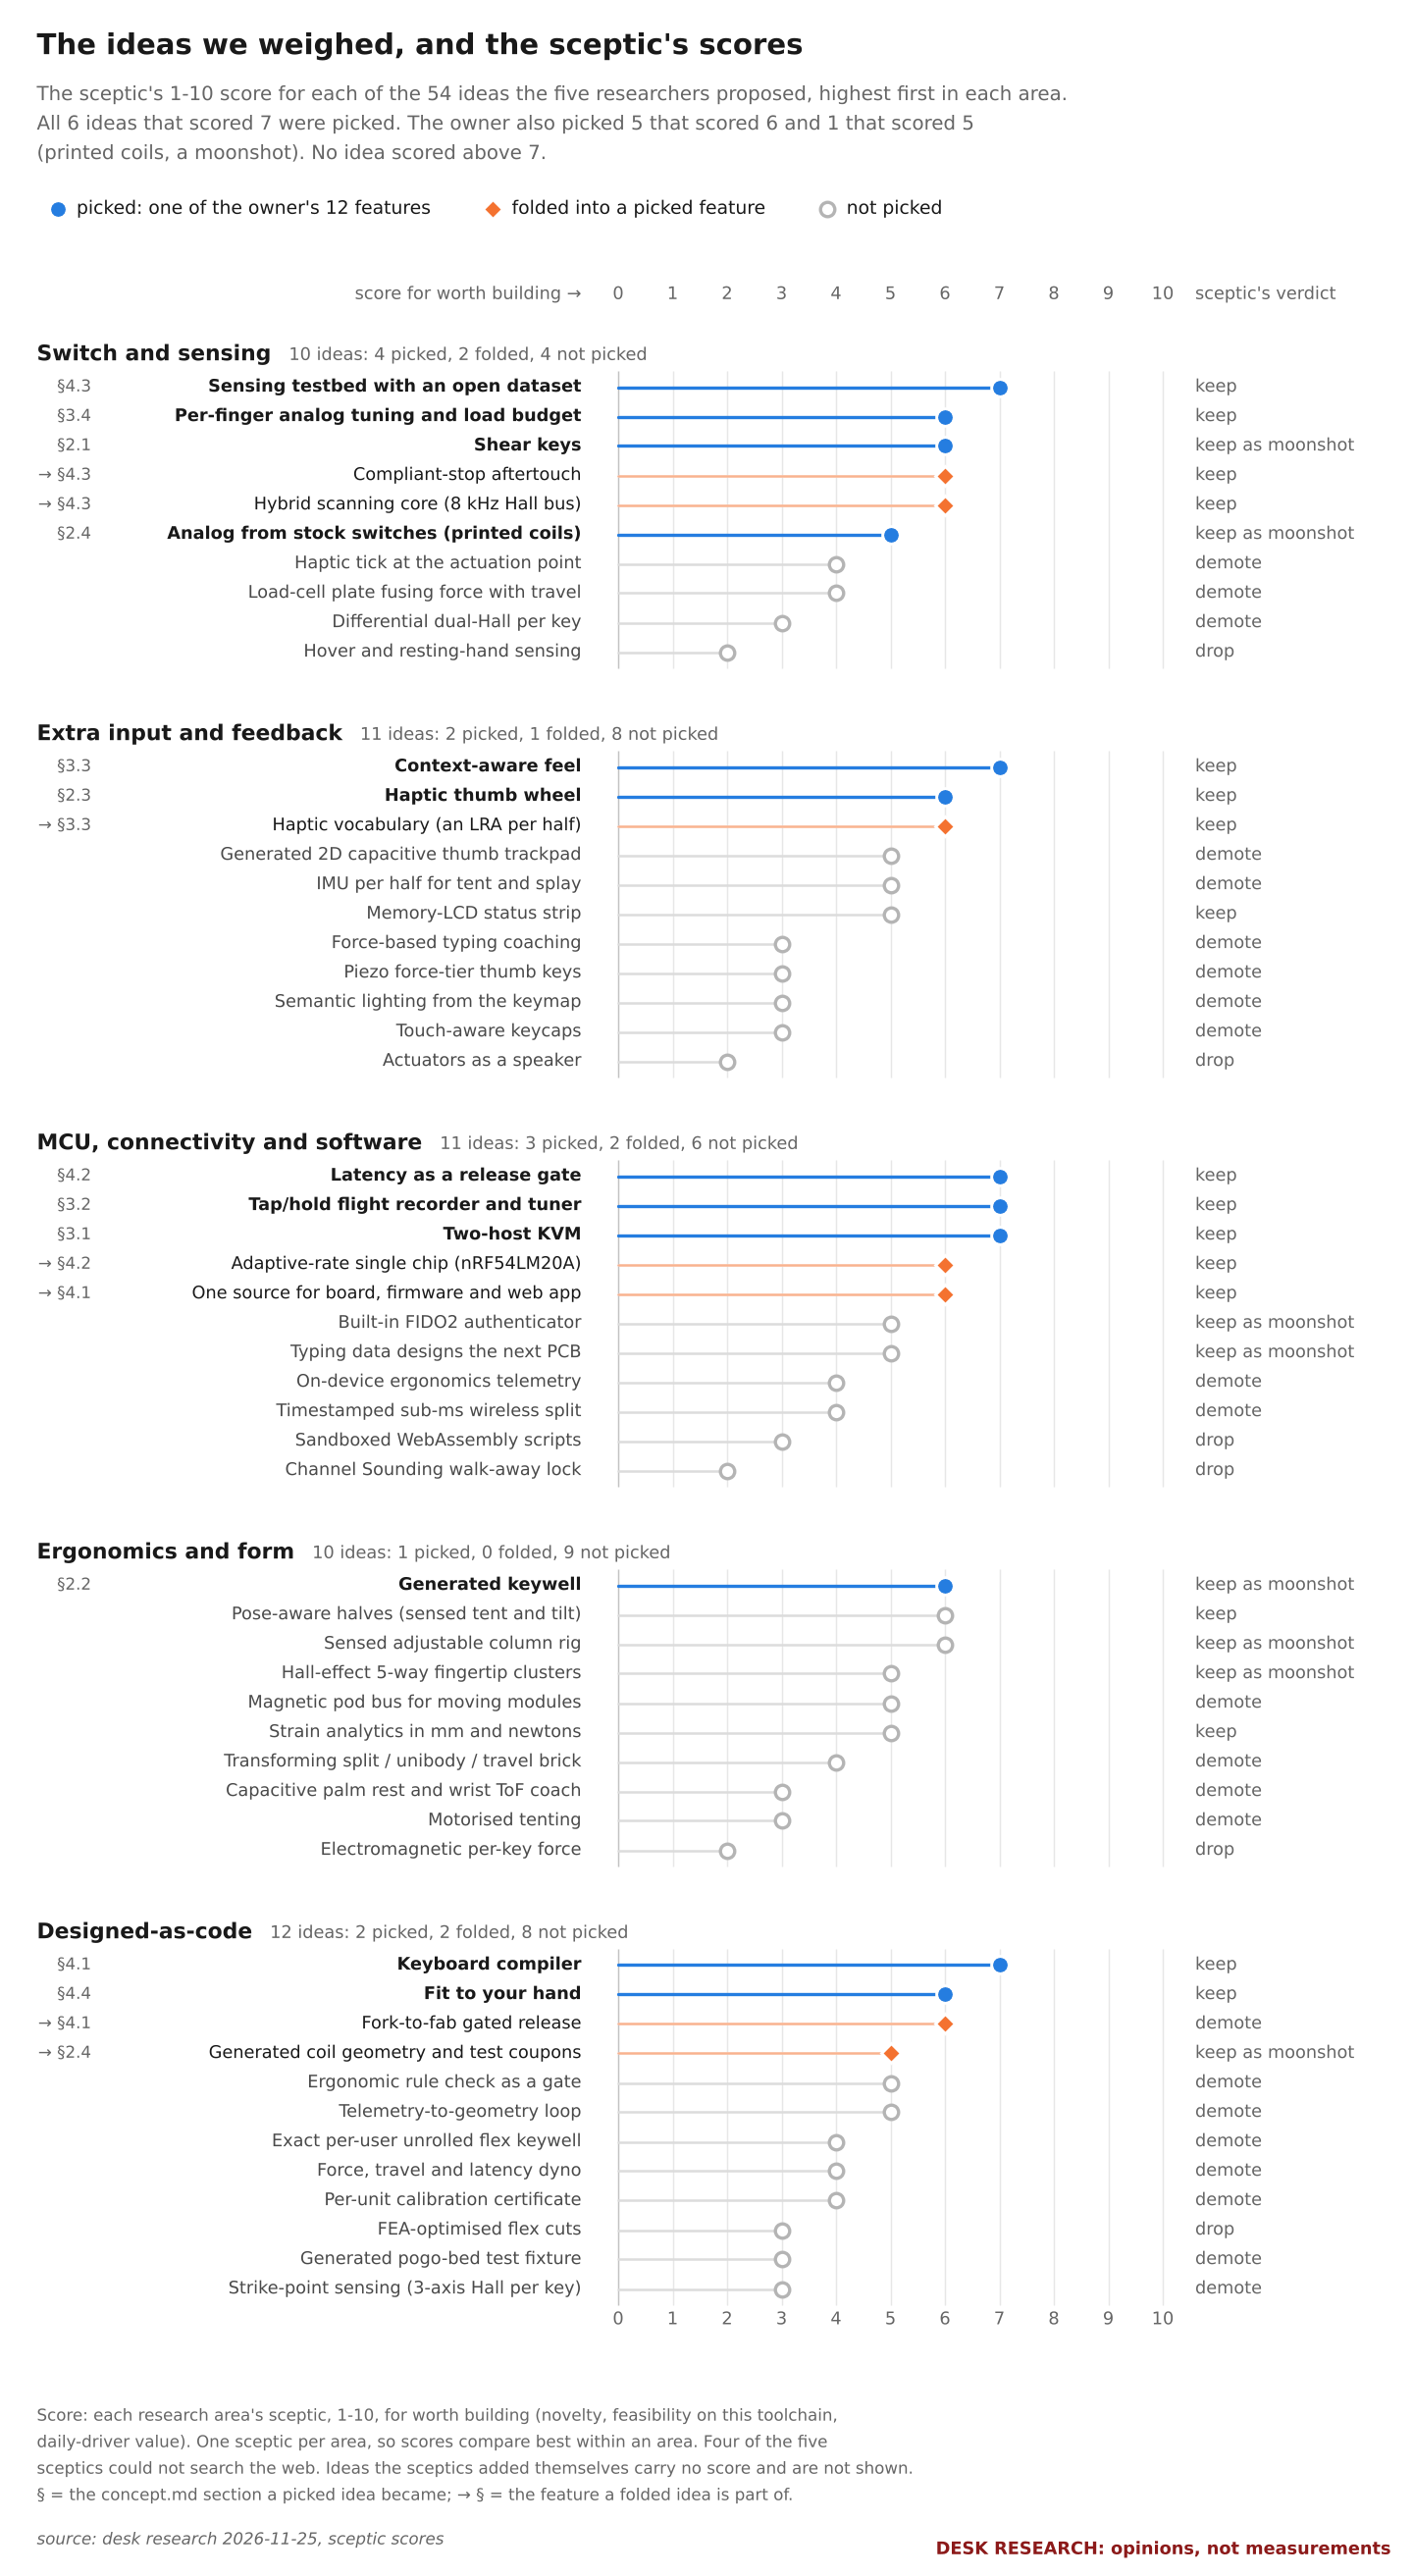 The ideas we weighed, and the sceptic's scores
The sceptic's 1-10 score for each of the 54 ideas the five researchers proposed, highest first in each area.
All 6 ideas that scored 7 were picked. The owner also picked 5 that scored 6 and 1 that scored 5
(printed coils, a moonshot). No idea scored above 7.
picked: one of the owner's 12 features folded into a picked feature not picked
score for worth building → 0 1 2 3 4 5 6 7 8 9 10 sceptic's verdict
Switch and sensing 10 ideas: 4 picked, 2 folded, 4 not picked
§4.3 Sensing testbed with an open dataset keep
§3.4 Per-finger analog tuning and load budget keep
§2.1 Shear keys keep as moonshot
→ §4.3 Compliant-stop aftertouch keep
→ §4.3 Hybrid scanning core (8 kHz Hall bus) keep
§2.4 Analog from stock switches (printed coils) keep as moonshot
Haptic tick at the actuation point demote
Load-cell plate fusing force with travel demote
Differential dual-Hall per key demote
Hover and resting-hand sensing drop
Extra input and feedback 11 ideas: 2 picked, 1 folded, 8 not picked
§3.3 Context-aware feel keep
§2.3 Haptic thumb wheel keep
→ §3.3 Haptic vocabulary (an LRA per half) keep
Generated 2D capacitive thumb trackpad demote
IMU per half for tent and splay demote
Memory-LCD status strip keep
Force-based typing coaching demote
Piezo force-tier thumb keys demote
Semantic lighting from the keymap demote
Touch-aware keycaps demote
Actuators as a speaker drop
MCU, connectivity and software 11 ideas: 3 picked, 2 folded, 6 not picked
§4.2 Latency as a release gate keep
§3.2 Tap/hold flight recorder and tuner keep
§3.1 Two-host KVM keep
→ §4.2 Adaptive-rate single chip (nRF54LM20A) keep
→ §4.1 One source for board, firmware and web app keep
Built-in FIDO2 authenticator keep as moonshot
Typing data designs the next PCB keep as moonshot
On-device ergonomics telemetry demote
Timestamped sub-ms wireless split demote
Sandboxed WebAssembly scripts drop
Channel Sounding walk-away lock drop
Ergonomics and form 10 ideas: 1 picked, 0 folded, 9 not picked
§2.2 Generated keywell keep as moonshot
Pose-aware halves (sensed tent and tilt) keep
Sensed adjustable column rig keep as moonshot
Hall-effect 5-way fingertip clusters keep as moonshot
Magnetic pod bus for moving modules demote
Strain analytics in mm and newtons keep
Transforming split / unibody / travel brick demote
Capacitive palm rest and wrist ToF coach demote
Motorised tenting demote
Electromagnetic per-key force drop
Designed-as-code 12 ideas: 2 picked, 2 folded, 8 not picked
§4.1 Keyboard compiler keep
§4.4 Fit to your hand keep
→ §4.1 Fork-to-fab gated release demote
→ §2.4 Generated coil geometry and test coupons keep as moonshot
Ergonomic rule check as a gate demote
Telemetry-to-geometry loop demote
Exact per-user unrolled flex keywell demote
Force, travel and latency dyno demote
Per-unit calibration certificate demote
FEA-optimised flex cuts drop
Generated pogo-bed test fixture demote
Strike-point sensing (3-axis Hall per key) demote
0 1 2 3 4 5 6 7 8 9 10
Score: each research area's sceptic, 1-10, for worth building (novelty, feasibility on this toolchain,
daily-driver value). One sceptic per area, so scores compare best within an area. Four of the five
sceptics could not search the web. Ideas the sceptics added themselves carry no score and are not shown.
§ = the concept.md section a picked idea became; → § = the feature a folded idea is part of.
source: desk research 2026-11-25, sceptic scores
DESK RESEARCH: opinions, not measurements